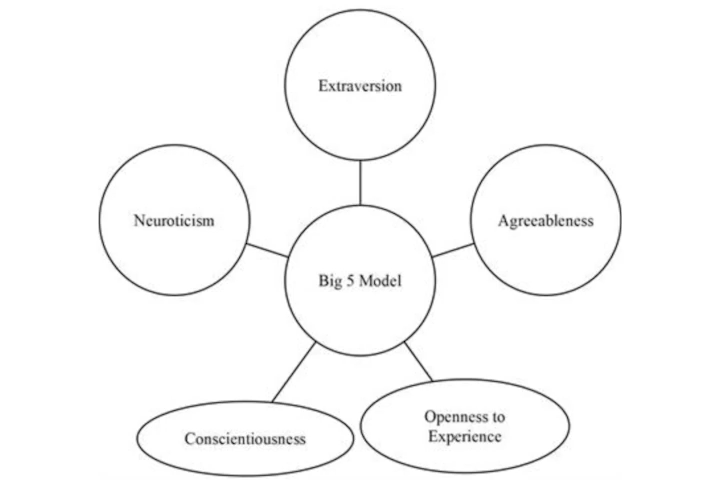 Extraversion
Neuroticism
Agreeableness
Big 5 Model
Conscientiousness
Openness to
Experience